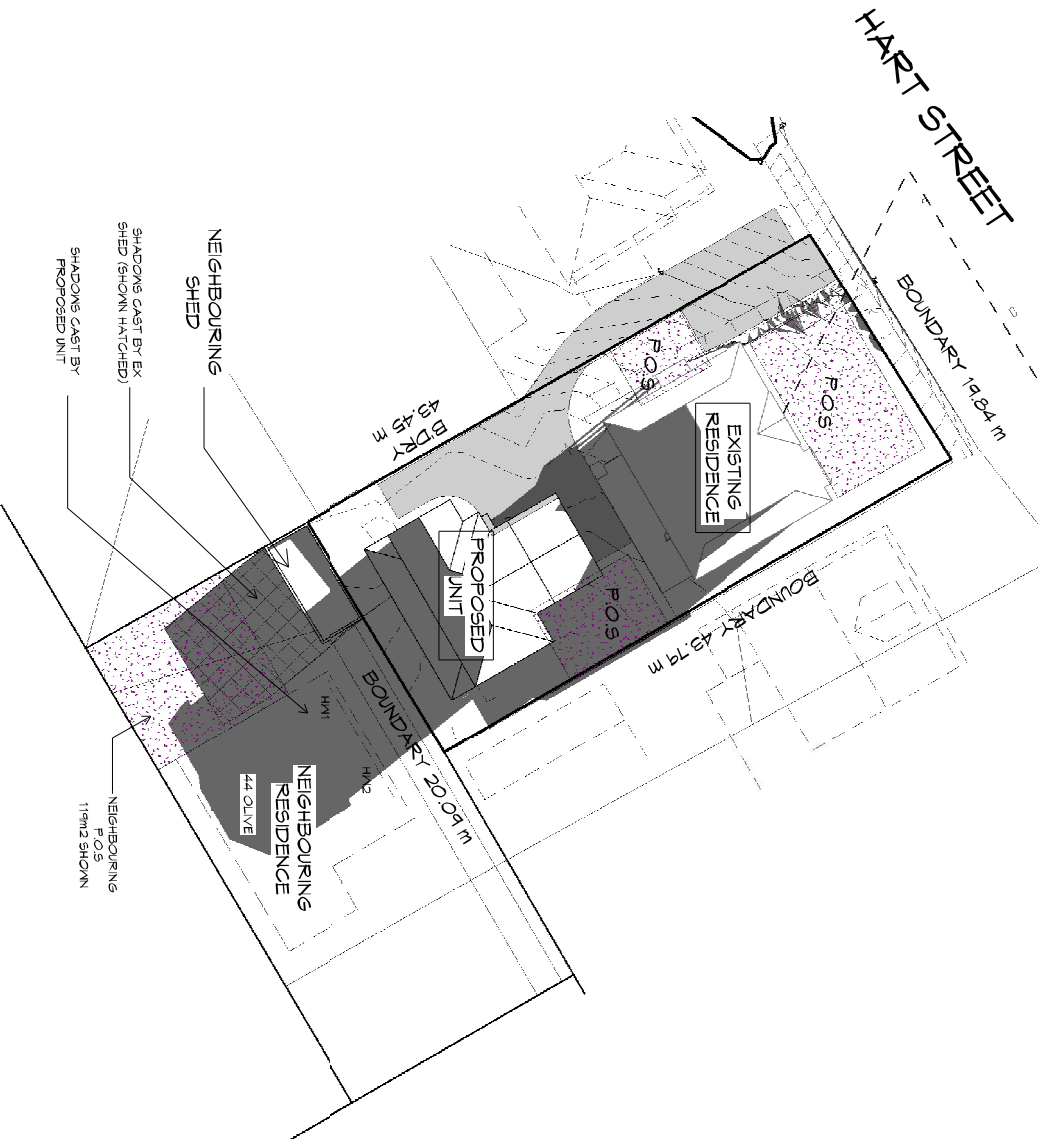 HART STREET
BOUNDARY 19.84 m
P.O.S
P.O.S
EXISTING
RESIDENCE
BDRY
43.45 m
NEIGHBOURING
SHED
SHADOWS CAST BY EX
SHED (SHOWN HATCHED)
SHADOWS CAST BY
PROPOSED UNIT
PROPOSED
UNIT
P.O.S
BOUNDARY 43.79 m
BOUNDARY 20.09 m
HW1
HW2
NEIGHBOURING
RESIDENCE
44 OLIVE
NEIGHBOURING
P.O.S
119m2 SHOWN